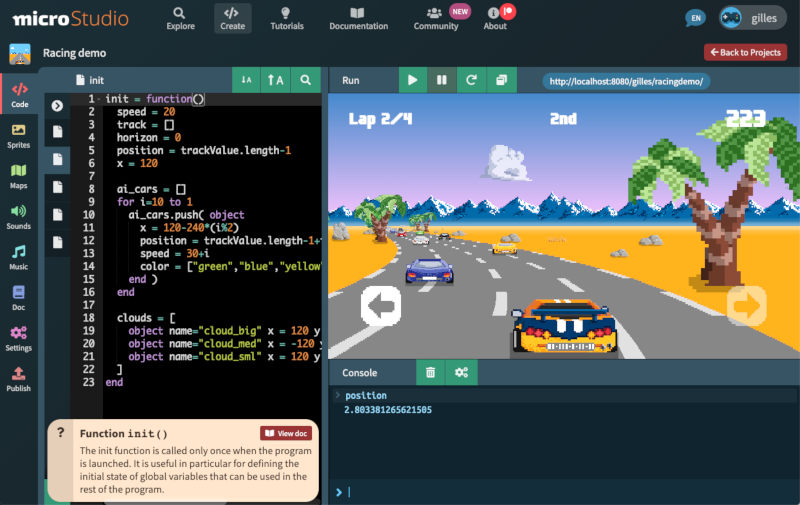 microStudio
Explore
Create
Tutorials
Documentation
Community
NEW
About
EN
gilles
Racing demo
Back to Projects
Code
Sprites
Maps
Sounds
Music
Doc
Settings
Publish
init
↓A
↑A
1 init = function()
2 speed = 20
3 track = []
4 horizon = 0
5 position = trackValue.length-1
6 x = 120
7
8 ai_cars = []
9 for i=10 to 1
10 ai_cars.push( object
11 x = 120-240*(i%2)
12 position = trackValue.length-1+
13 speed = 30+i
14 color = ["green","blue","yellow"
15 end )
16 end
17
18 clouds = [
19 object name="cloud_big" x = 120 y
20 object name="cloud_med" x = -120
21 object name="cloud_sml" x = 120 y
22 ]
23 end
? Function init()
View doc
The init function is called only once when the program
is launched. It is useful in particular for defining the
initial state of global variables that can be used in the
rest of the program.
Run
http://localhost:8080/gilles/racingdemo/
Lap 2/4
2nd
223
Console
position
2.803381265621505